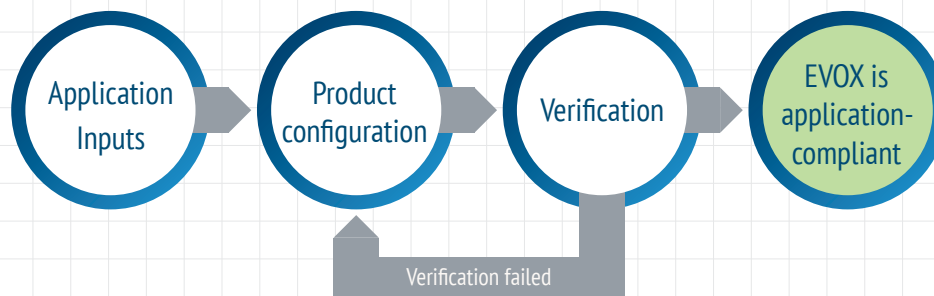 Application
Inputs
Product
configuration
Verification
EVOX is
application-
compliant
Verification failed